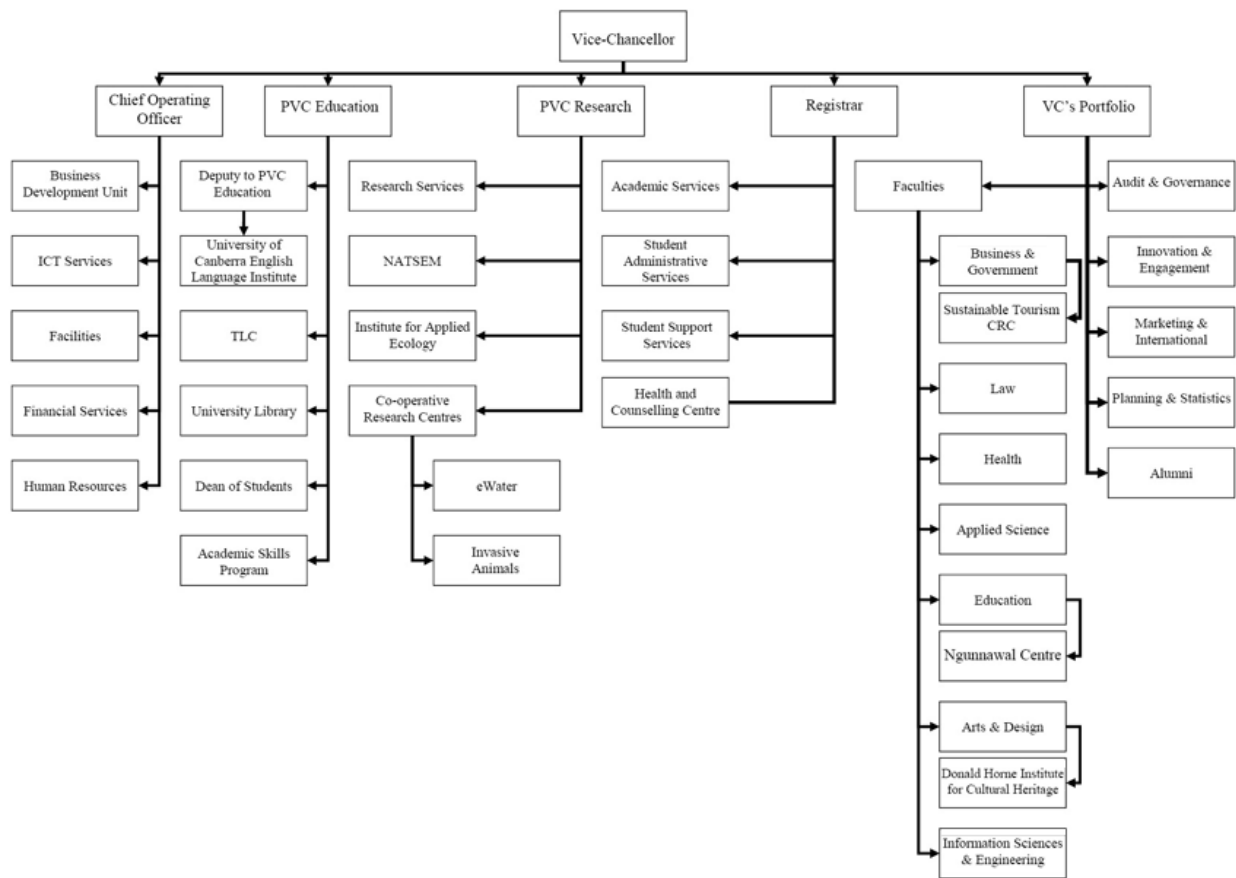 Vice-Chancellor
Chief Operating
Officer
PVC Education
PVC Research
Registrar
VC's Portfolio
Business
Development Unit
ICT Services
Facilities
Financial Services
Human Resources
Deputy to PVC
Education
University of
Canberra English
Language Institute
TLC
University Library
Dean of Students
Academic Skills
Program
Research Services
NATSEM
Institute for Applied
Ecology
Co-operative
Research Centres
eWater
Invasive
Animals
Academic Services
Student
Administrative
Services
Student Support
Services
Health and
Counselling Centre
Faculties
Business &
Government
Sustainable Tourism
CRC
Law
Health
Applied Science
Education
Ngunnawal Centre
Arts & Design
Donald Horne Institute
for Cultural Heritage
Information Sciences
& Engineering
Audit & Governance
Innovation &
Engagement
Marketing &
International
Planning & Statistics
Alumni